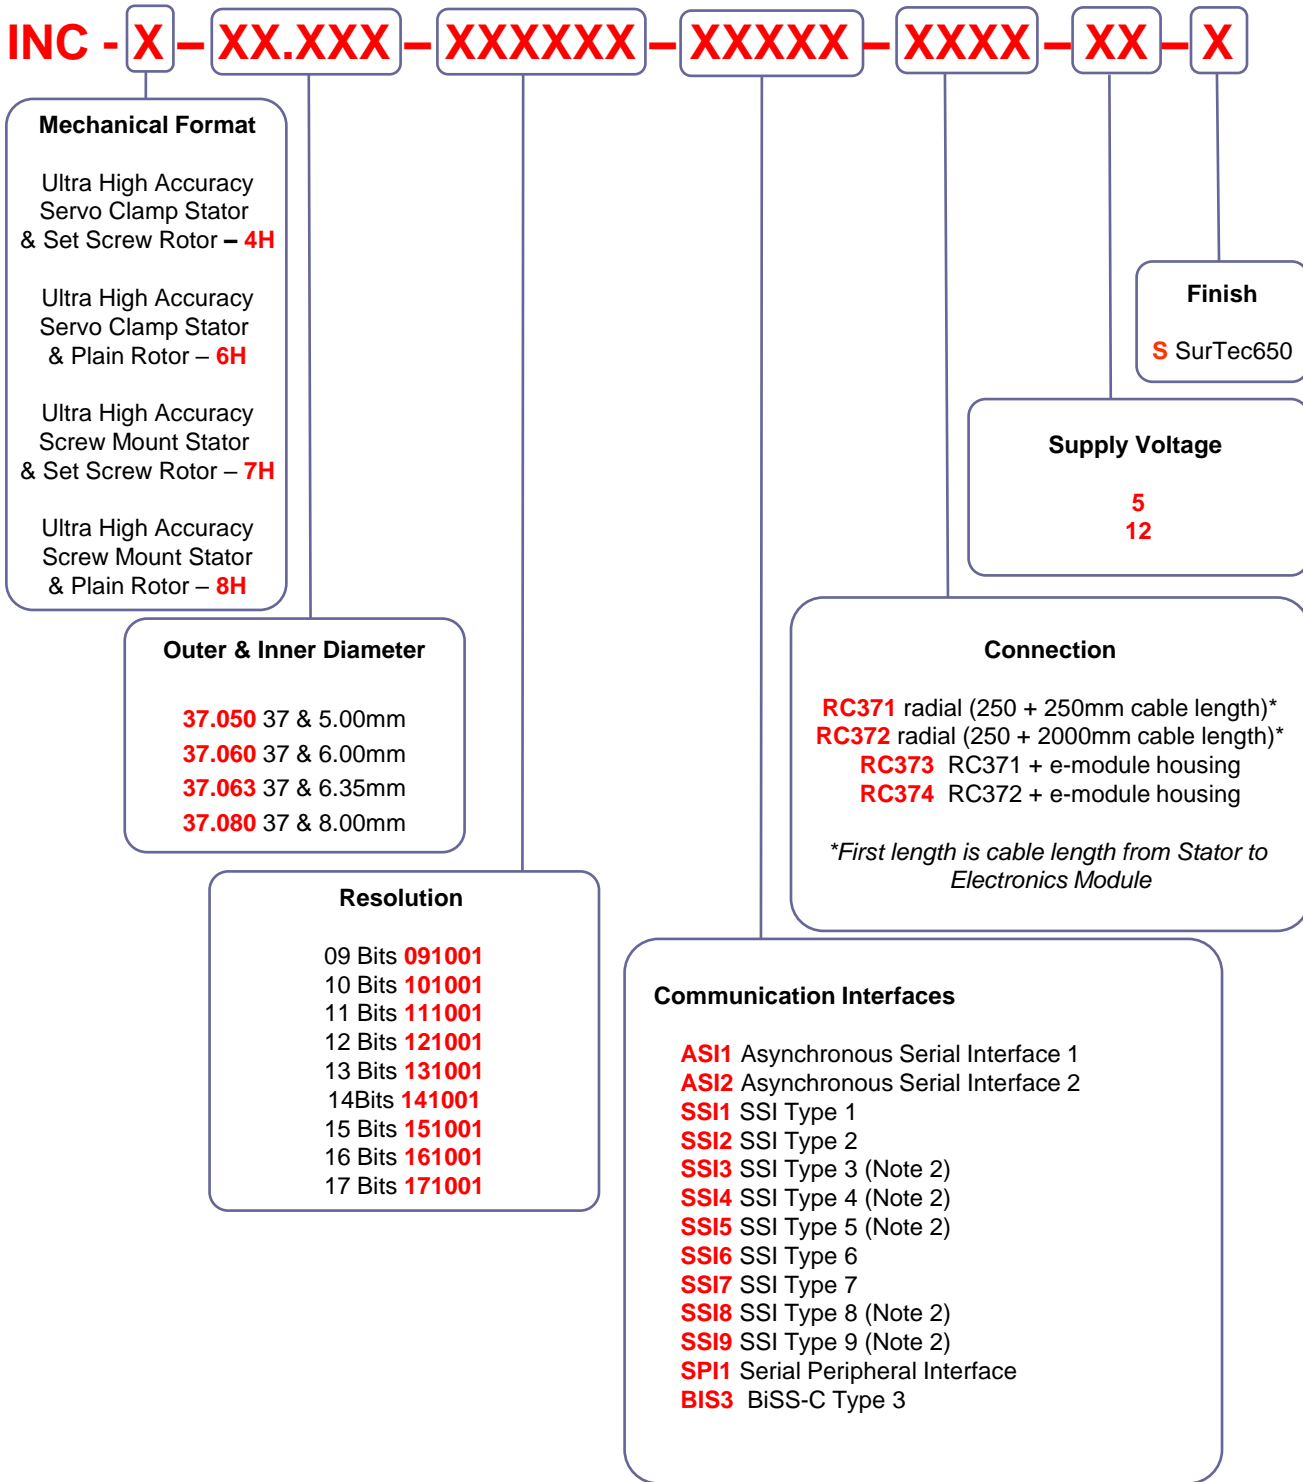 INC - X – XX.XXX – XXXXXX – XXXXX – XXXX – XX – X
Mechanical Format
Ultra High Accuracy
Servo Clamp Stator
& Set Screw Rotor – 4H
Ultra High Accuracy
Servo Clamp Stator
& Plain Rotor – 6H
Ultra High Accuracy
Screw Mount Stator
& Set Screw Rotor – 7H
Ultra High Accuracy
Screw Mount Stator
& Plain Rotor – 8H
Finish
S SurTec650
Supply Voltage
5
12
Outer & Inner Diameter
37.050 37 & 5.00mm
37.060 37 & 6.00mm
37.063 37 & 6.35mm
37.080 37 & 8.00mm
Connection
RC371 radial (250 + 250mm cable length)*
RC372 radial (250 + 2000mm cable length)*
RC373 RC371 + e-module housing
RC374 RC372 + e-module housing
*First length is cable length from Stator to
Electronics Module
Resolution
09 Bits 091001
10 Bits 101001
11 Bits 111001
12 Bits 121001
13 Bits 131001
14Bits 141001
15 Bits 151001
16 Bits 161001
17 Bits 171001
Communication Interfaces
ASI1 Asynchronous Serial Interface 1
ASI2 Asynchronous Serial Interface 2
SSI1 SSI Type 1
SSI2 SSI Type 2
SSI3 SSI Type 3 (Note 2)
SSI4 SSI Type 4 (Note 2)
SSI5 SSI Type 5 (Note 2)
SSI6 SSI Type 6
SSI7 SSI Type 7
SSI8 SSI Type 8 (Note 2)
SSI9 SSI Type 9 (Note 2)
SPI1 Serial Peripheral Interface
BIS3 BiSS-C Type 3